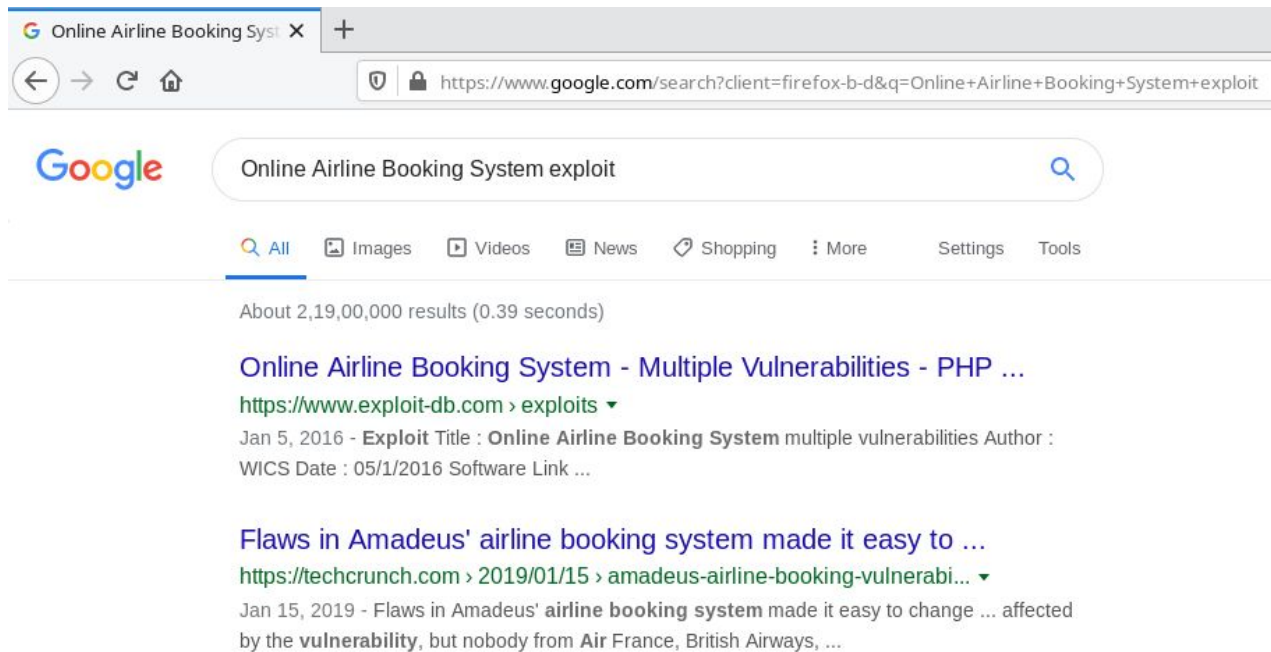 Online Airline Booking Syst
https://www.google.com/search?client=firefox-b-d&q=Online+Airline+Booking+System+exploit
Google Online Airline Booking System exploit
All Images Videos News Shopping More Settings Tools
About 2,19,00,000 results (0.39 seconds)
Online Airline Booking System - Multiple Vulnerabilities - PHP ...
https://www.exploit-db.com › exploits
Jan 5, 2016 - Exploit Title : Online Airline Booking System multiple vulnerabilities Author :
WICS Date : 05/1/2016 Software Link ...
Flaws in Amadeus' airline booking system made it easy to ...
https://techcrunch.com › 2019/01/15 › amadeus-airline-booking-vulnerabi...
Jan 15, 2019 - Flaws in Amadeus' airline booking system made it easy to change ... affected
by the vulnerability, but nobody from Air France, British Airways, ...